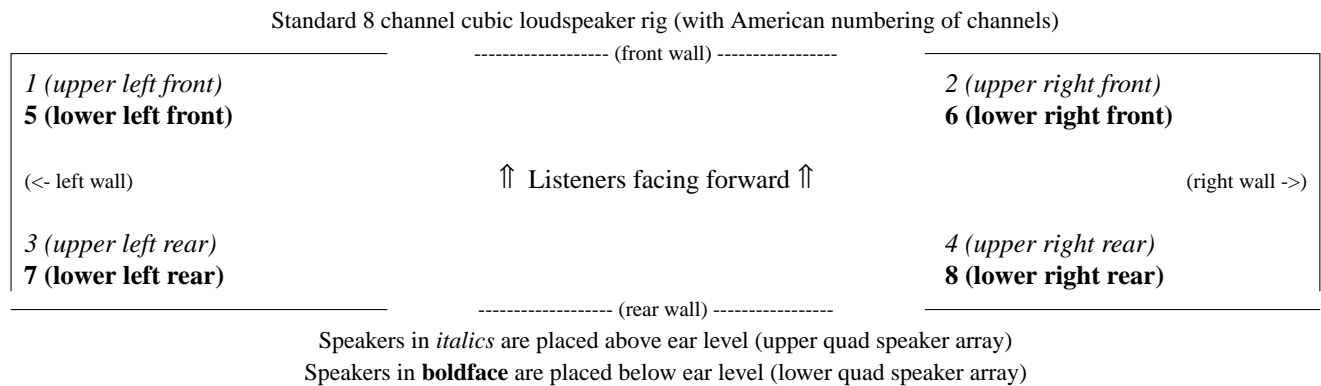 Standard 8 channel cubic loudspeaker rig (with American numbering of channels)
------------------- (front wall) -----------------
1 (upper left front) 2 (upper right front)
5 (lower left front) 6 (lower right front)
(<- left wall) ⇑ Listeners facing forward ⇑ (right wall ->)
3 (upper left rear) 4 (upper right rear)
7 (lower left rear) 8 (lower right rear)
------------------- (rear wall) -----------------
Speakers in italics are placed above ear level (upper quad speaker array)
Speakers in boldface are placed below ear level (lower quad speaker array)